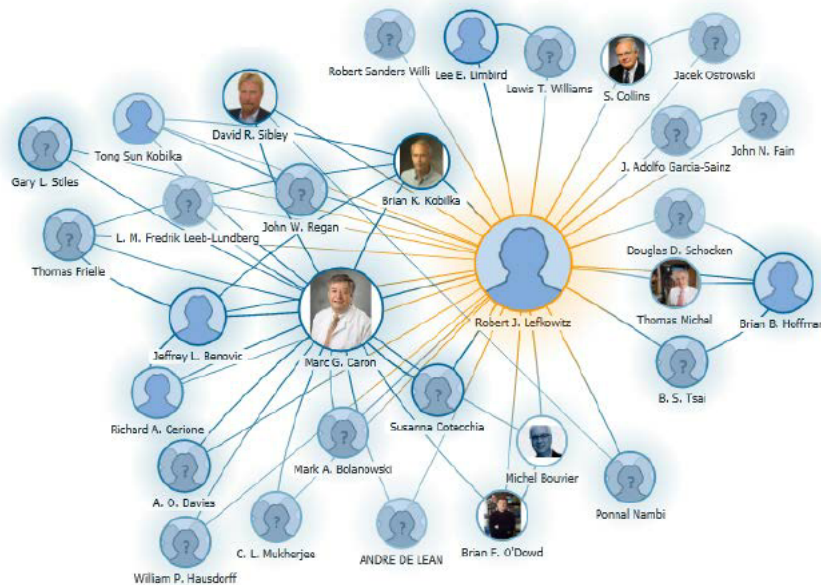 Robert Sanders Willi
Lee E. Limbird
Lewis T. Williams
S. Collins
Jacek Ostrowski
David R. Sibley
Tong Sun Kobilka
Gary L. Stiles
J. Adolfo Garcia-Sainz
John N. Fain
Brian K. Kobilka
John W. Regan
L. M. Fredrik Leeb-Lundberg
Douglas D. Schocken
Thomas Frielle
Thomas Michel
Robert J. Lefkowitz
Brian B. Hoffman
Jeffrey L. Benovic
Marc G. Caron
B. S. Tsai
Richard A. Cerione
Susanna Cotecchia
Mark A. Bolanowski
Michel Bouvier
A. O. Davies
Ponnal Nambi
C. L. Mukherjee
ANDRE DE LEAN
Brian F. O'Dowd
William P. Hausdorff